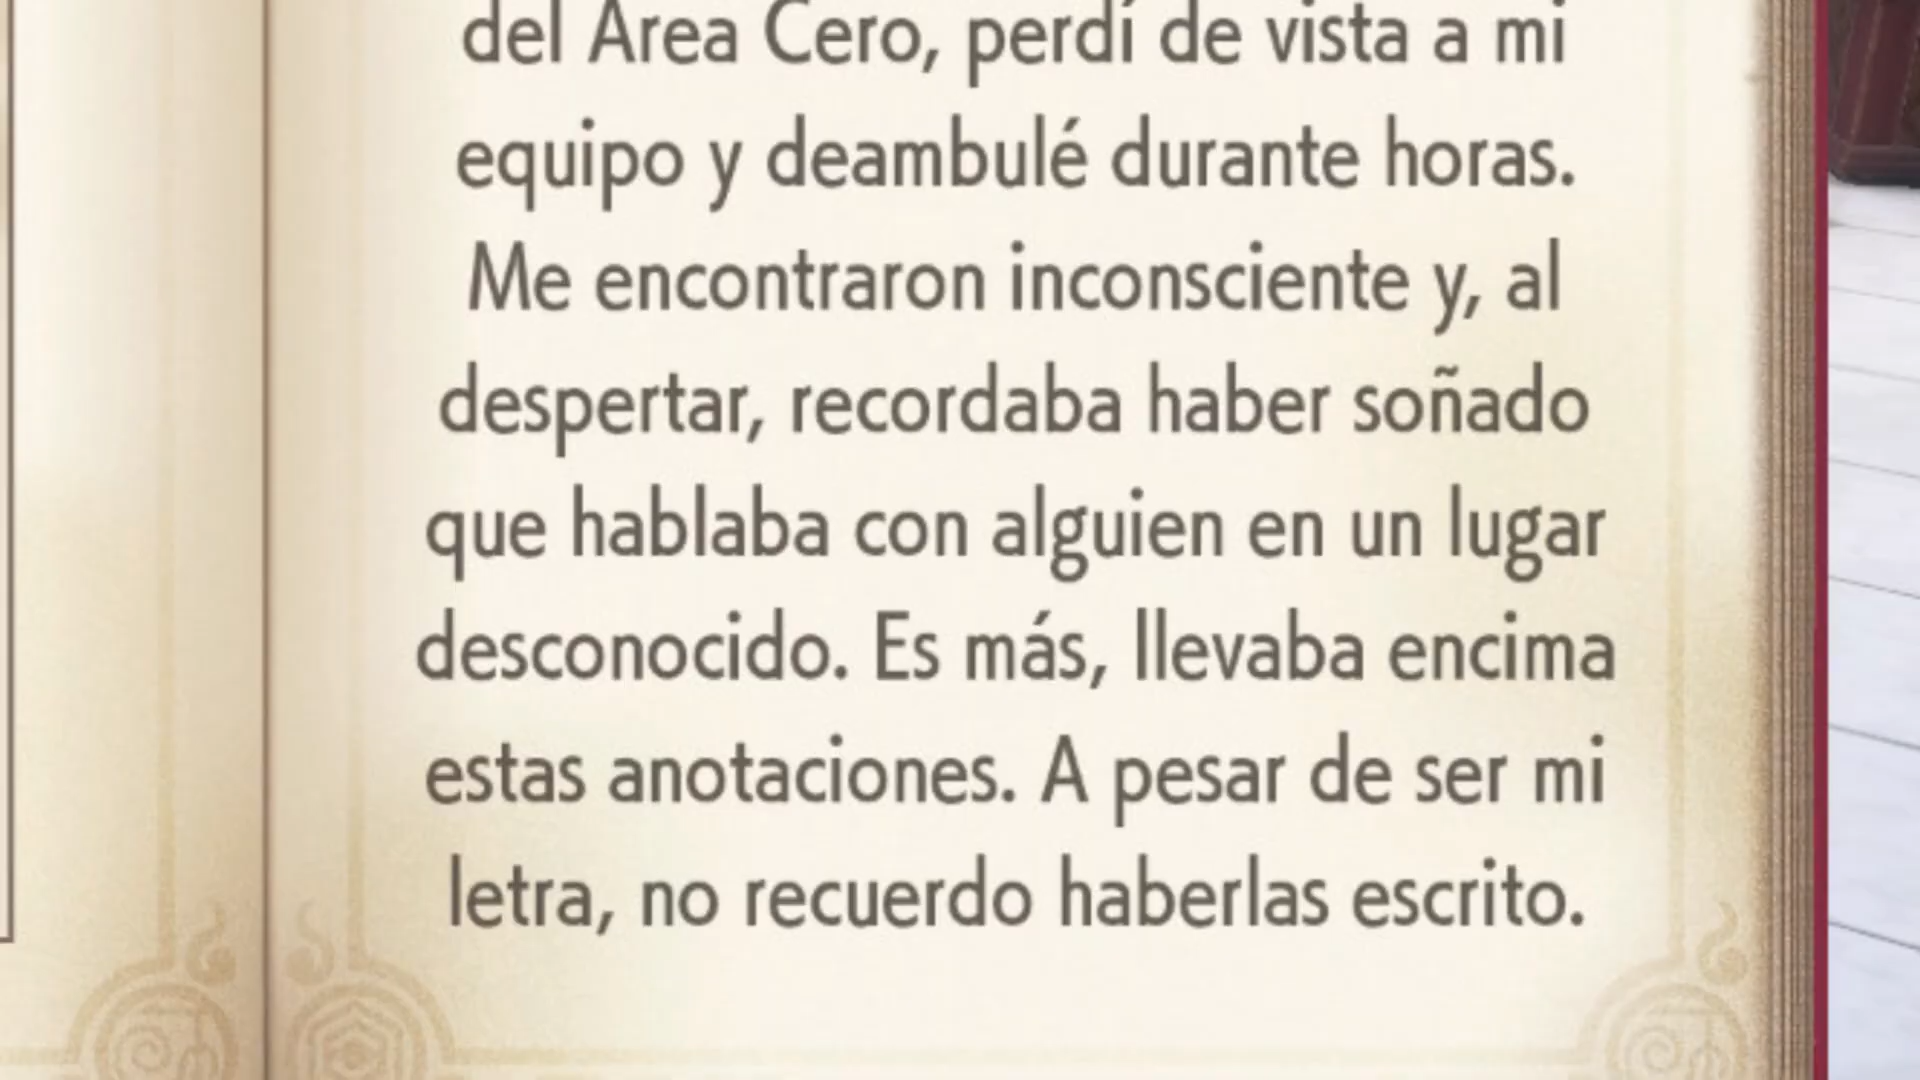 del Área Cero, perdí de vista a mi
equipo y deambulé durante horas.
Me encontraron inconsciente y, al
despertar, recordaba haber soñado
que hablaba con alguien en un lugar
desconocido. Es más, llevaba encima
estas anotaciones. A pesar de ser mi
letra, no recuerdo haberlas escrito.